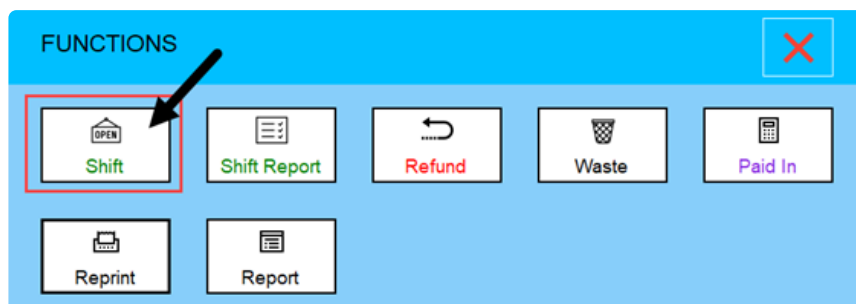 FUNCTIONS
OPEN
Shift
Shift Report
Refund
Waste
Paid In
Reprint
Report